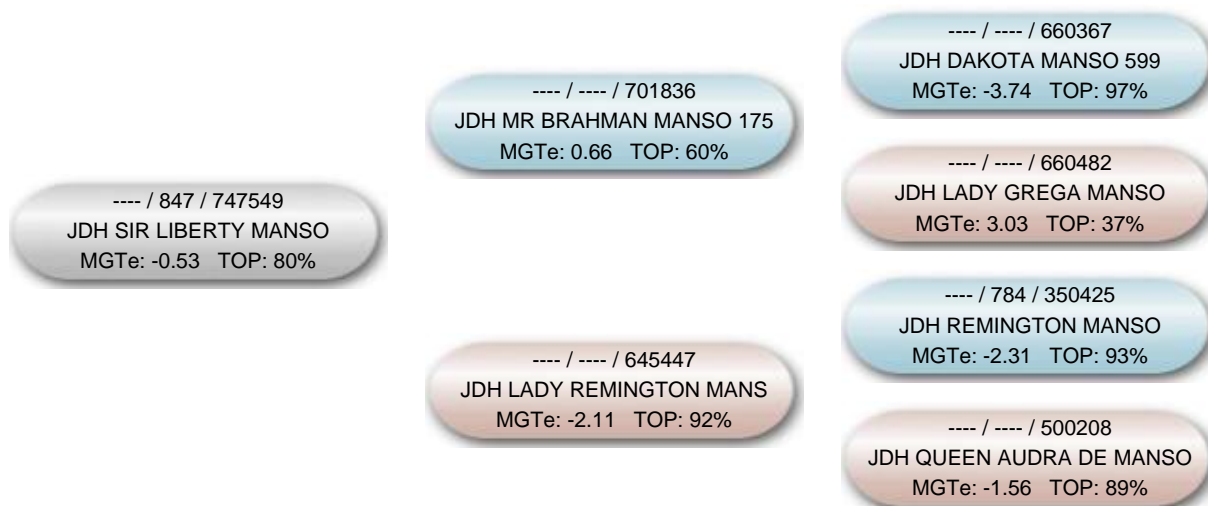 ---- / 847 / 747549
JDH SIR LIBERTY MANSO
MGTe: -0.53 TOP: 80%
---- / ---- / 701836
JDH MR BRAHMAN MANSO 175
MGTe: 0.66 TOP: 60%
---- / ---- / 645447
JDH LADY REMINGTON MANS
MGTe: -2.11 TOP: 92%
---- / ---- / 660367
JDH DAKOTA MANSO 599
MGTe: -3.74 TOP: 97%
---- / ---- / 660482
JDH LADY GREGA MANSO
MGTe: 3.03 TOP: 37%
---- / 784 / 350425
JDH REMINGTON MANSO
MGTe: -2.31 TOP: 93%
---- / ---- / 500208
JDH QUEEN AUDRA DE MANSO
MGTe: -1.56 TOP: 89%